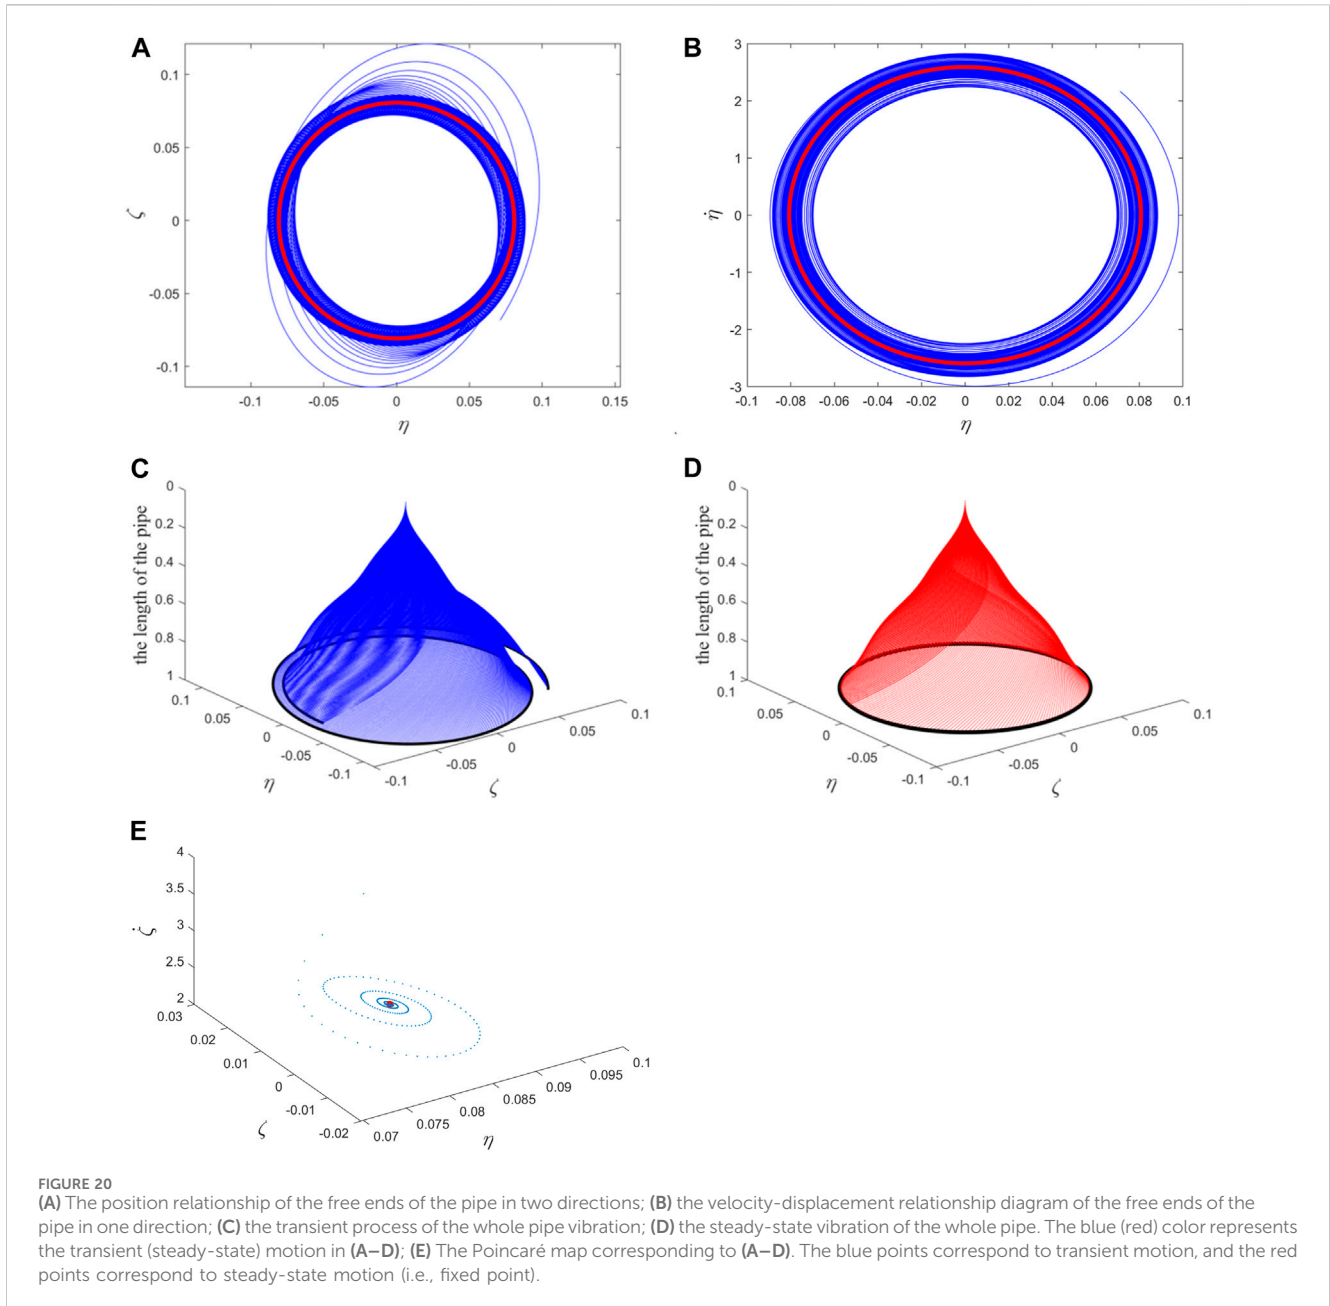 A
B
0.1
0.05
0
-0.05
-0.1
ζ
-0.1 -0.05 0 0.05 0.1 0.15
η
3
2
1
0
-1
-2
-3
η̇
-0.1 -0.08 -0.06 -0.04 -0.02 0 0.02 0.04 0.06 0.08 0.1
η
C
D
the length of the pipe
0
0.2
0.4
0.6
0.8
1
0.1
0.05
0
-0.05
-0.1
η
-0.1
-0.05
0
0.05
0.1
ζ
the length of the pipe
0
0.2
0.4
0.6
0.8
1
0.1
0.05
0
-0.05
-0.1
η
-0.1
-0.05
0
0.05
0.1
ζ
E
4
3.5
3
2.5
2
ζ̇
0.03
0.02
0.01
0
-0.01
-0.02
ζ
0.07
0.075
0.08
0.085
0.09
0.095
0.1
η
FIGURE 20
(A) The position relationship of the free ends of the pipe in two directions; (B) the velocity-displacement relationship diagram of the free ends of the
pipe in one direction; (C) the transient process of the whole pipe vibration; (D) the steady-state vibration of the whole pipe. The blue (red) color represents
the transient (steady-state) motion in (A–D); (E) The Poincaré map corresponding to (A–D). The blue points correspond to transient motion, and the red
points correspond to steady-state motion (i.e., fixed point).